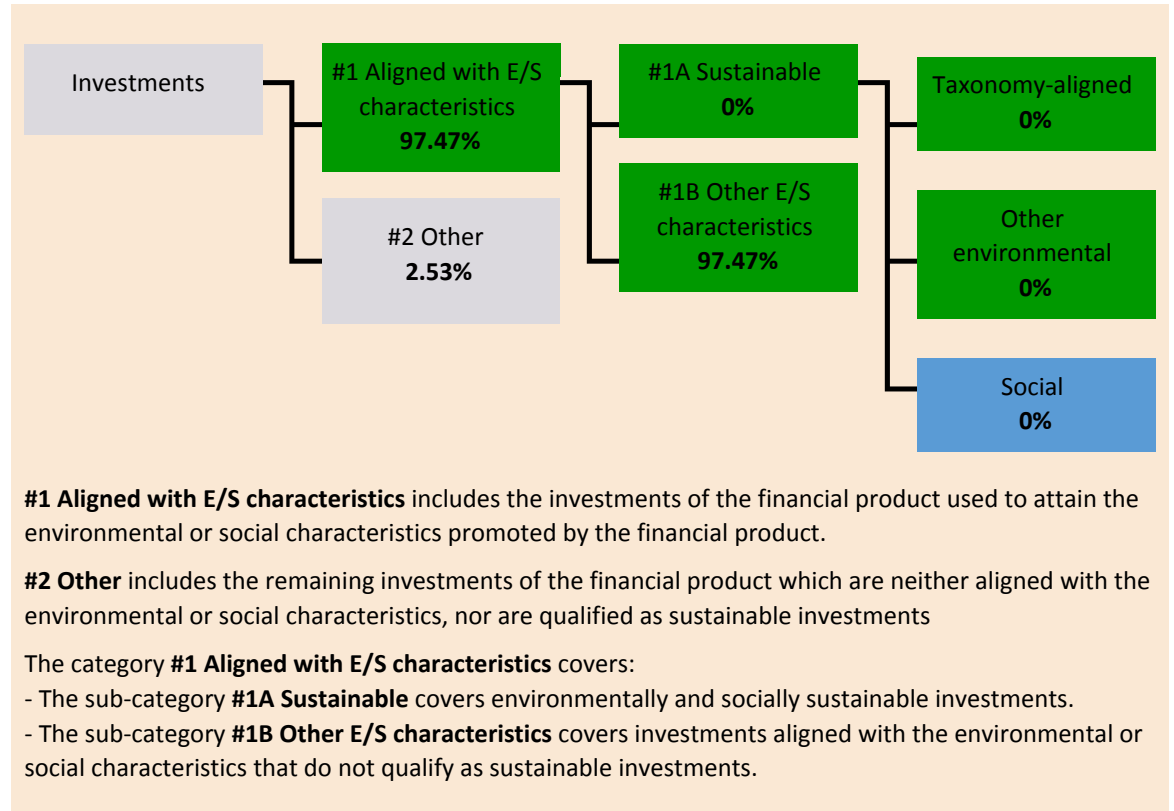 Investments
#1 Aligned with E/S
characteristics
97.47%
#2 Other
2.53%
#1A Sustainable
0%
#1B Other E/S
characteristics
97.47%
Taxonomy-aligned
0%
Other
environmental
0%
Social
0%
#1 Aligned with E/S characteristics includes the investments of the financial product used to attain the
environmental or social characteristics promoted by the financial product.
#2 Other includes the remaining investments of the financial product which are neither aligned with the
environmental or social characteristics, nor are qualified as sustainable investments
The category #1 Aligned with E/S characteristics covers:
- The sub-category #1A Sustainable covers environmentally and socially sustainable investments.
- The sub-category #1B Other E/S characteristics covers investments aligned with the environmental or
social characteristics that do not qualify as sustainable investments.